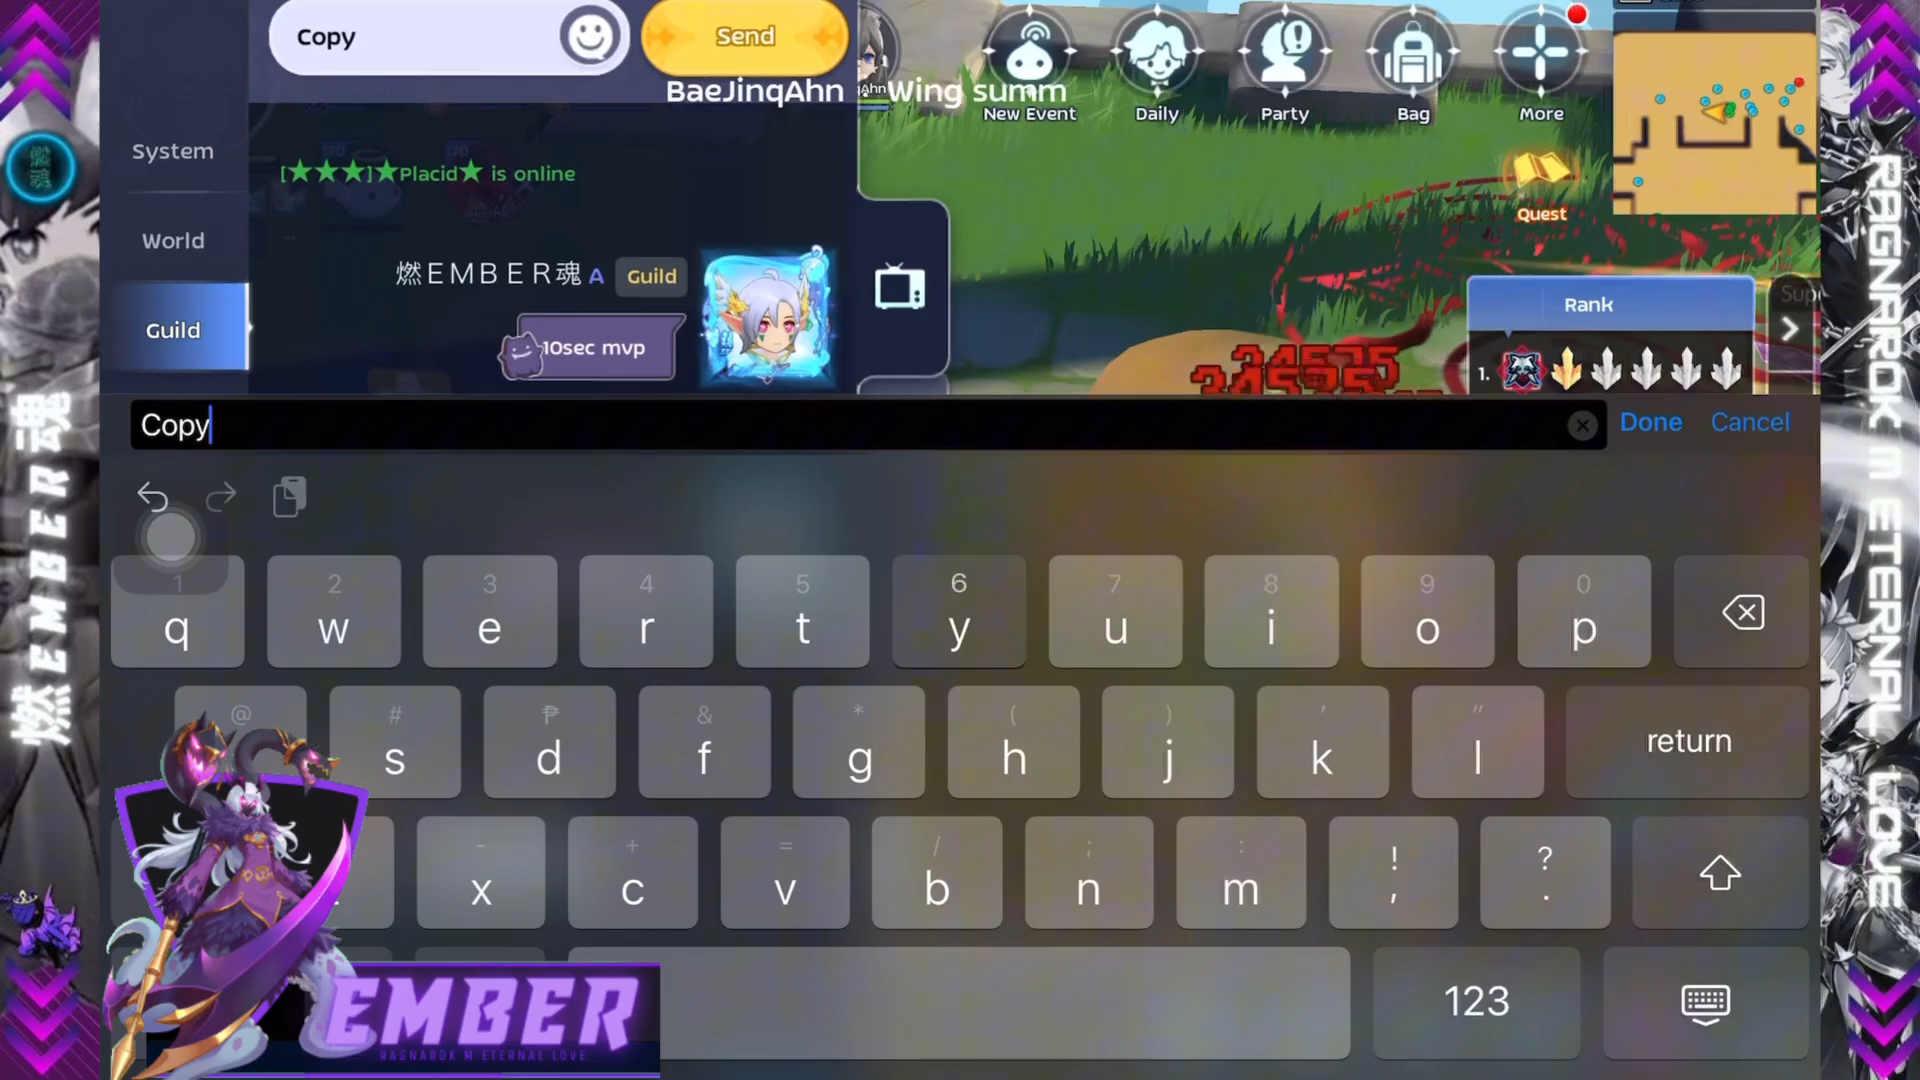 Copy
Send
BaeJinqAhn
Wing summ
New Event
Daily
Party
Bag
More
System
[★★★]★Placid★ is online
World
Quest
燃EMBER魂 A Guild
Guild
10sec mvp
Rank
1.
Copy
Done
Cancel
1 2 3 4 5 6 7 8 9 0
q w e r t y u i o p
@ # ₱ & * ( ) ' "
s d f g h j k l return
- + = / ; : ! ?
x c v b n m , .
123
EMBER
RAGNAROK M ETERNAL LOVE
燃EMBER魂
RAGNAROK M ETERNAL LOVE